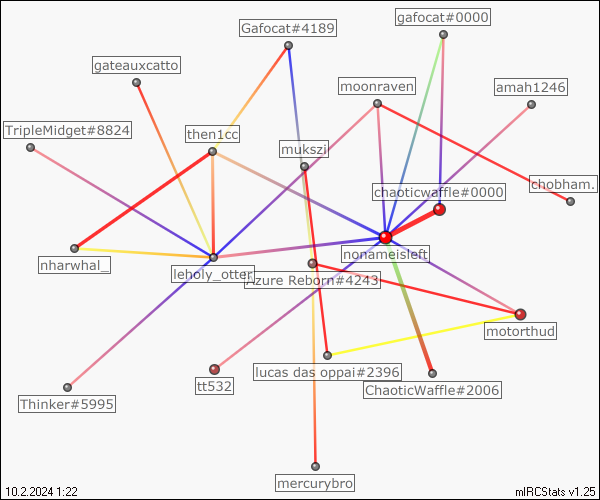 Gafocat#4189
gafocat#0000
gateauxcatto
moonraven
amah1246
TripleMidget#8824
then1cc
mukszi
chaoticwaffle#0000
chobham.
nonameisleft
nharwhal_
leholy_otter
Azure Reborn#4243
motorthud
lucas das oppai#2396
tt532
ChaoticWaffle#2006
Thinker#5995
mercurybro
10.2.2024 1:22
mIRCStats v1.25